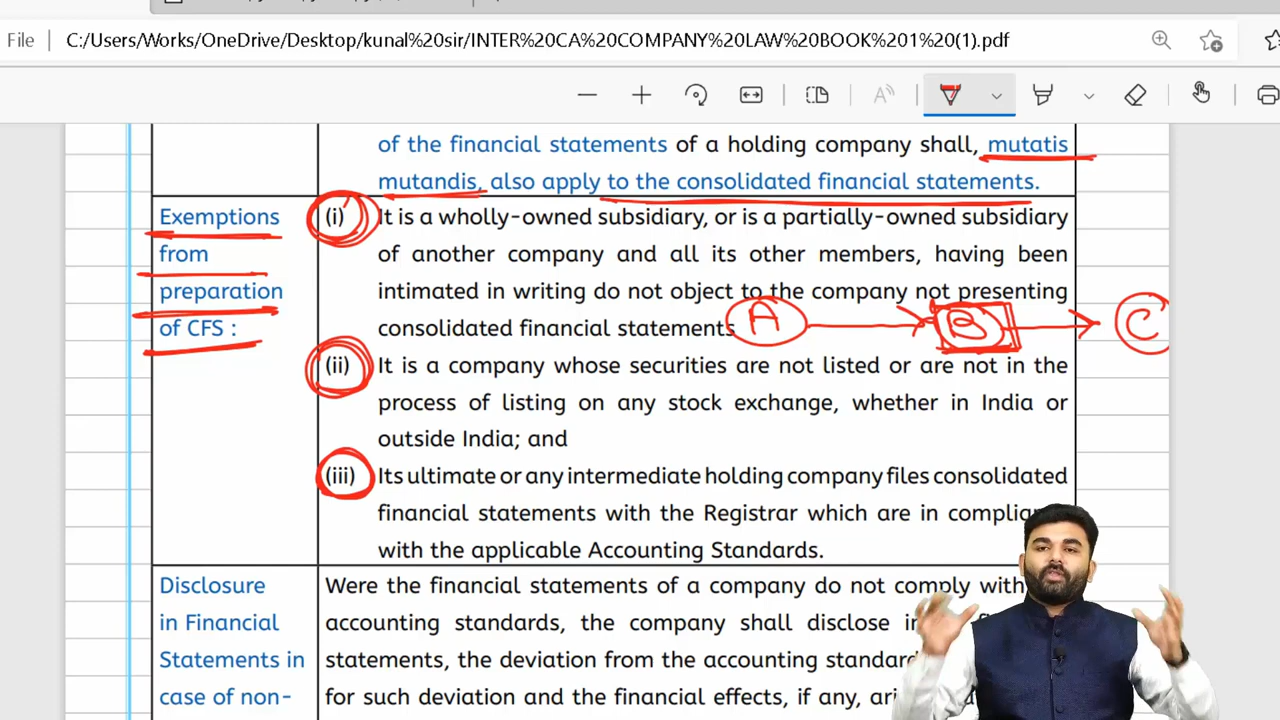 File C:/Users/Works/OneDrive/Desktop/kunal%20sir/INTER%20CA%20COMPANY%20LAW%20BOOK%201%20(1).pdf
of the financial statements of a holding company shall, mutatis
mutandis, also apply to the consolidated financial statements.
Exemptions
from
preparation
of CFS :
(i) It is a wholly-owned subsidiary, or is a partially-owned subsidiary
of another company and all its other members, having been
intimated in writing do not object to the company not presenting
consolidated financial statements
A B C
(ii) It is a company whose securities are not listed or are not in the
process of listing on any stock exchange, whether in India or
outside India; and
(iii) Its ultimate or any intermediate holding company files consolidated
financial statements with the Registrar which are in
with the applicable Accounting Standards.
Disclosure
in Financial
Statements in
case of non-
Were the financial statements of a company do not comply with
accounting standards, the company shall disclose in
statements, the deviation from the accounting
for such deviation and the financial effects, if any,